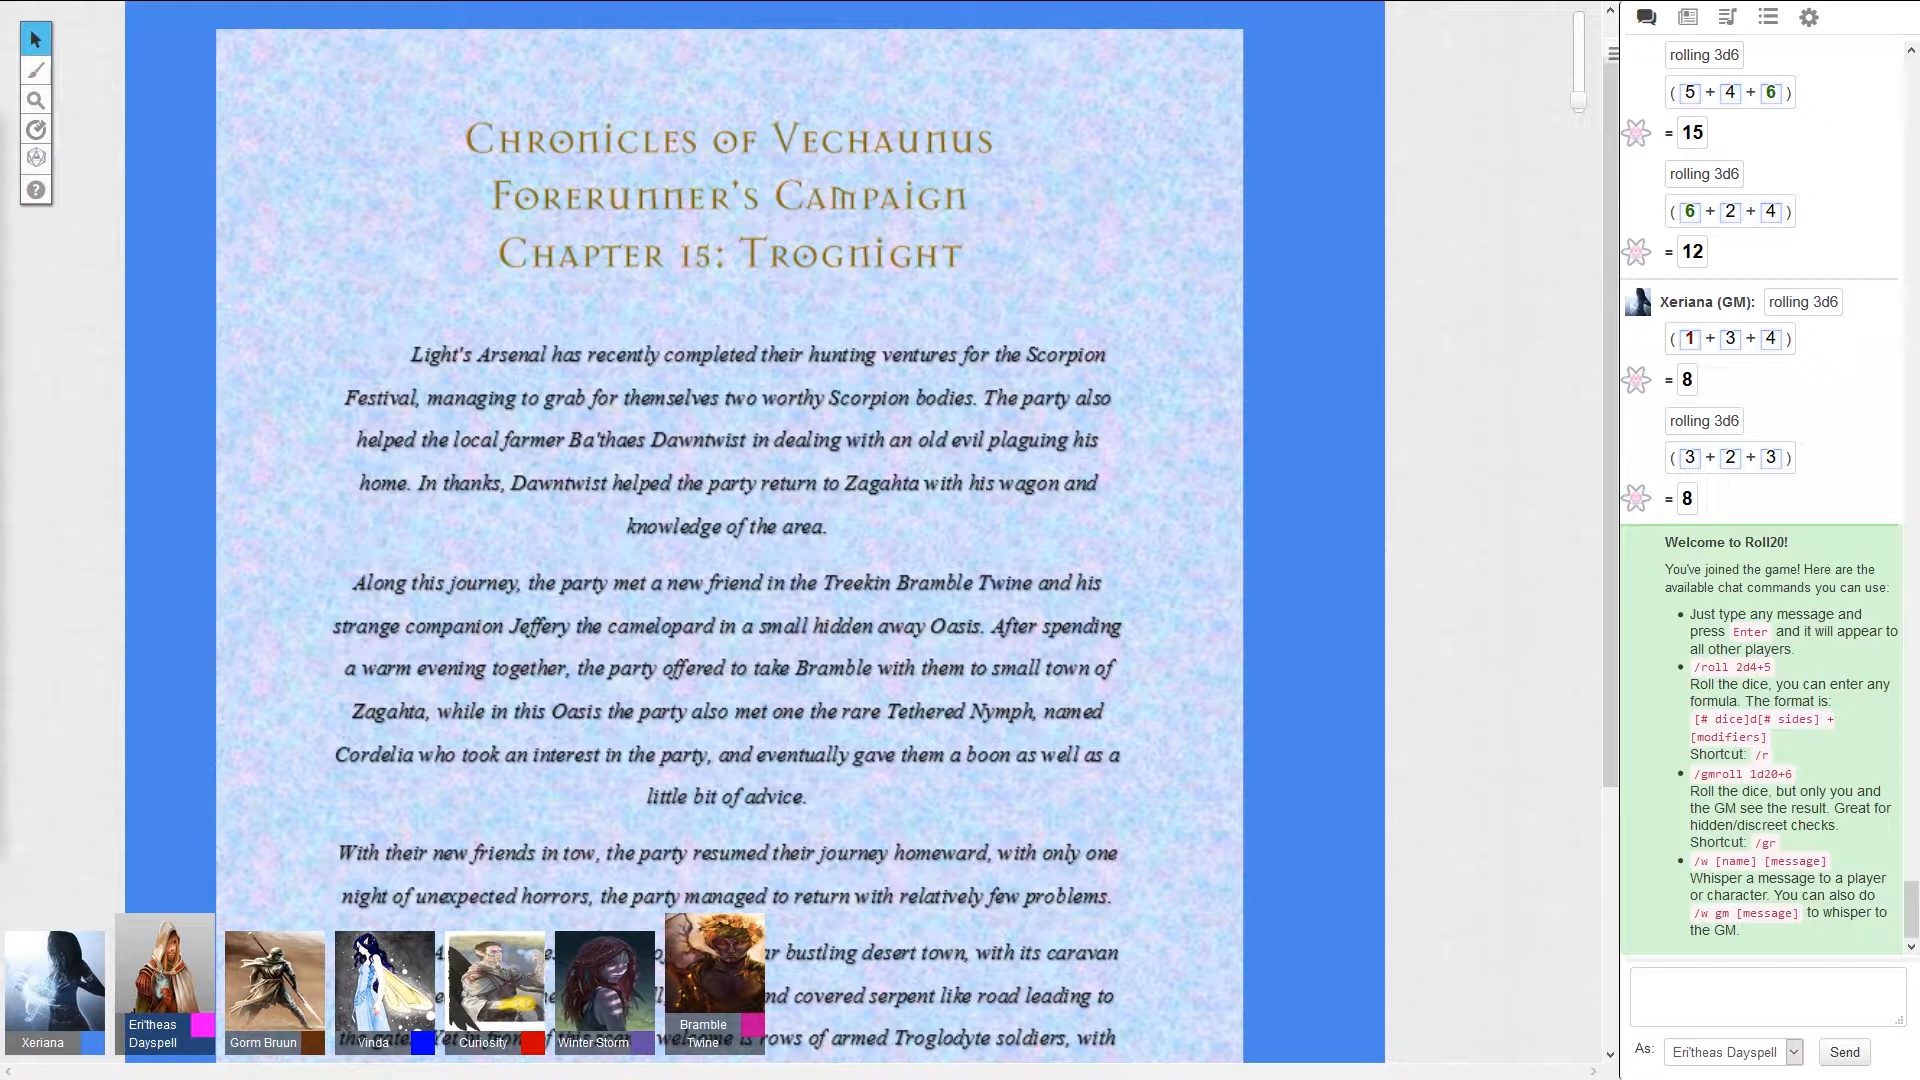 Chronicles of Vechaunus
Forerunner's Campaign
Chapter 15: Trognight
Light's Arsenal has recently completed their hunting ventures for the Scorpion
Festival, managing to grab for themselves two worthy Scorpion bodies. The party also
helped the local farmer Ba'thaes Dawntwist in dealing with an old evil plaguing his
home. In thanks, Dawntwist helped the party return to Zagahta with his wagon and
knowledge of the area.
Along this journey, the party met a new friend in the Treekin Bramble Twine and his
strange companion Jeffery the camelopard in a small hidden away Oasis. After spending
a warm evening together, the party offered to take Bramble with them to small town of
Zagahta, while in this Oasis the party also met one the rare Tethered Nymph, named
Cordelia who took an interest in the party, and eventually gave them a boon as well as a
little bit of advice.
With their new friends in tow, the party resumed their journey homeward, with only one
night of unexpected horrors, the party managed to return with relatively few problems.
bustling desert town, with its caravan
and covered serpent like road leading to
rows of armed Troglodyte soldiers, with
Xeriana
Eri'theas
Dayspell
Gorm Bruun
Vinda
Curiosity
Winter Storm
Bramble
Twine
rolling 3d6
( 5 + 4 + 6 )
= 15
rolling 3d6
( 6 + 2 + 4 )
= 12
Xeriana (GM): rolling 3d6
( 1 + 3 + 4 )
= 8
rolling 3d6
( 3 + 2 + 3 )
= 8
Welcome to Roll20!
You've joined the game! Here are the
available chat commands you can use:
• Just type any message and
press Enter and it will appear to
all other players.
• /roll 2d4+5
Roll the dice, you can enter any
formula. The format is:
[# dice]d[# sides] +
[modifiers]
Shortcut: /r
• /gmroll 1d20+6
Roll the dice, but only you and
the GM see the result. Great for
hidden/discreet checks.
Shortcut: /gr
• /w [name] [message]
Whisper a message to a player
or character. You can also do
/w gm [message] to whisper to
the GM.
As: Eri'theas Dayspell Send